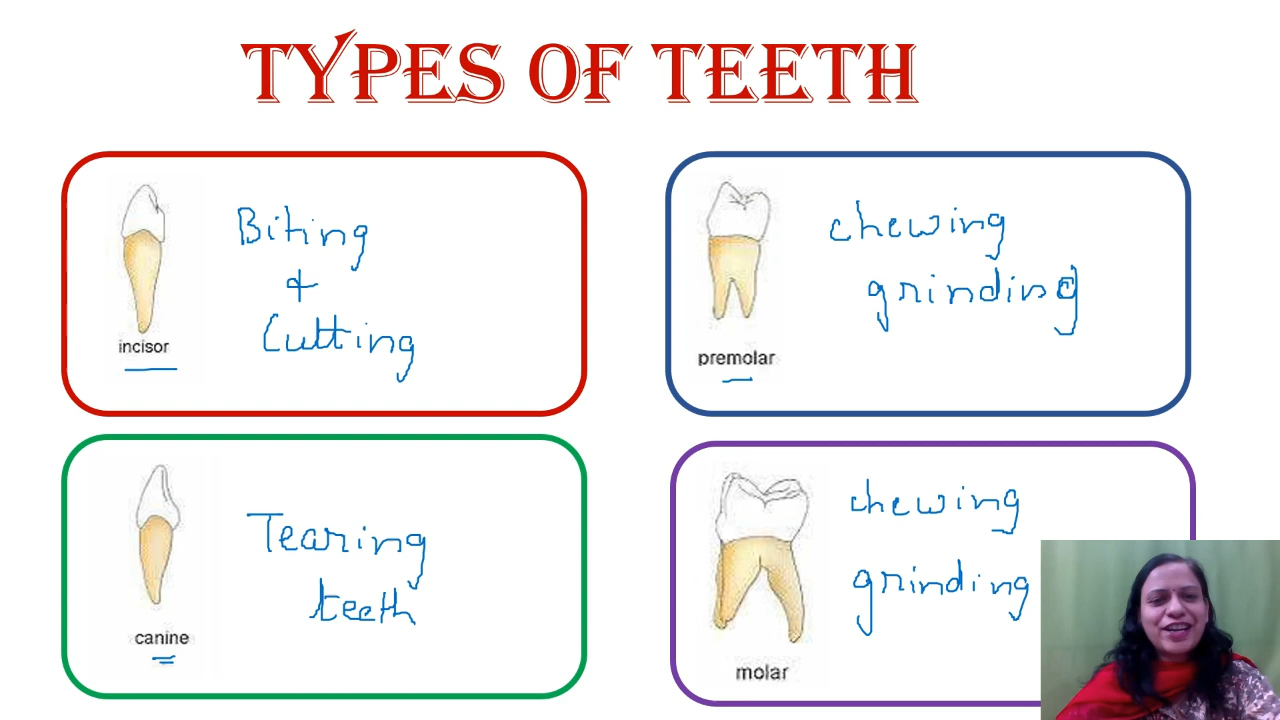 TYPES OF TEETH
Biting
&
Cutting
incisor
chewing
grinding
premolar
Tearing
teeth
canine
chewing
grinding
molar